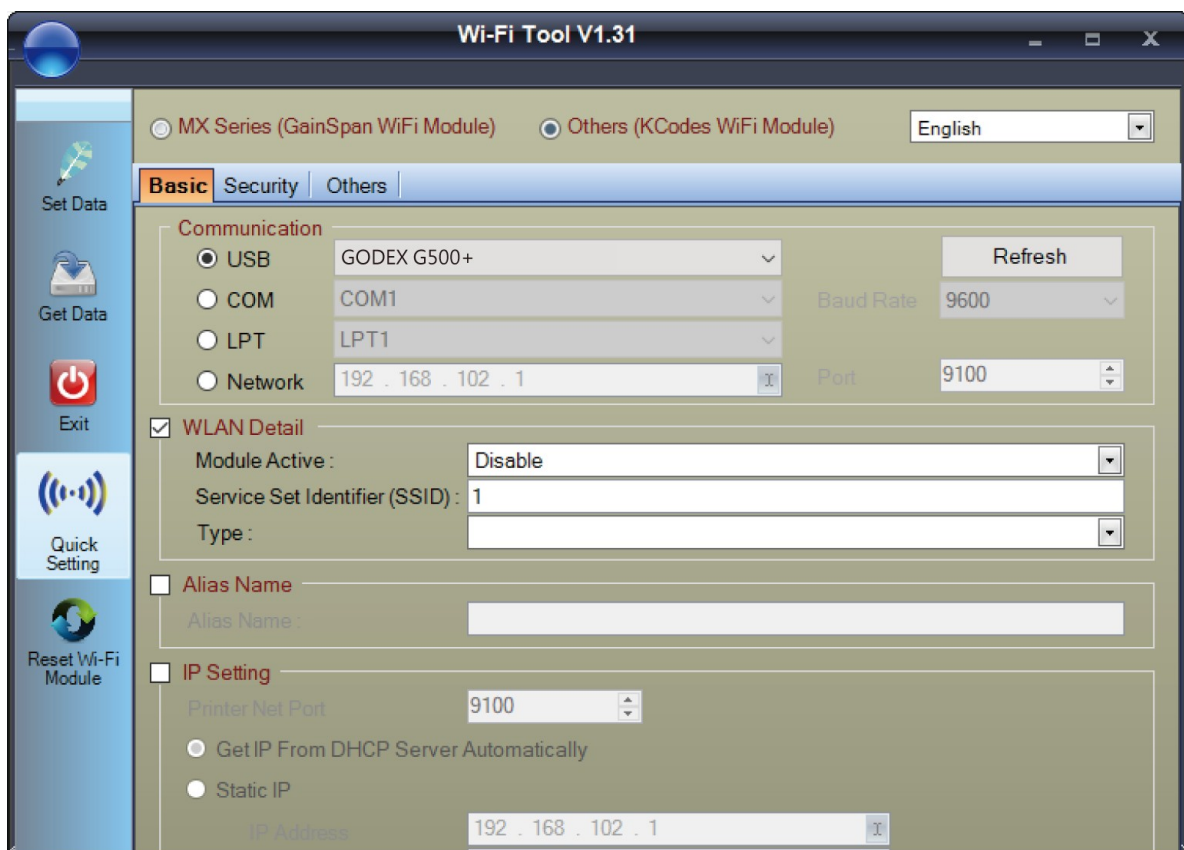 Wi-Fi Tool V1.31
MX Series (GainSpan WiFi Module) Others (KCodes WiFi Module) English
Basic Security Others
Set Data
Get Data
Exit
Quick
Setting
Reset Wi-Fi
Module
Communication
USB GODEX G500+ Refresh
COM COM1 Baud Rate 9600
LPT LPT1
Network 192 . 168 . 102 . 1 Port 9100
WLAN Detail
Module Active : Disable
Service Set Identifier (SSID) : 1
Type :
Alias Name
Alias Name :
IP Setting
Printer Net Port 9100
Get IP From DHCP Server Automatically
Static IP
IP Address 192 . 168 . 102 . 1